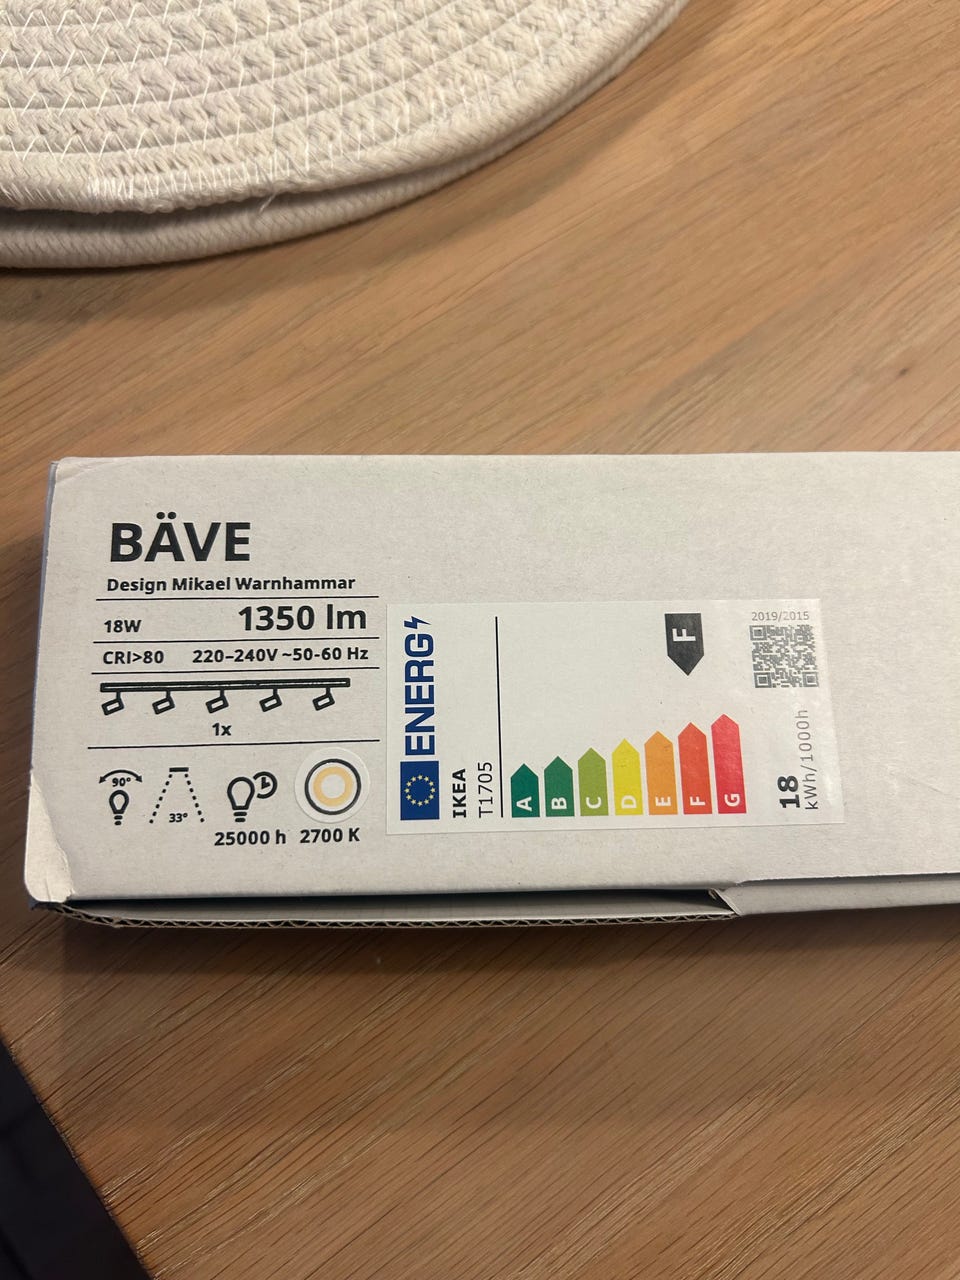 BÄVE
Design Mikael Warnhammar
18W 1350 lm
CRI>80 220–240V ~50-60 Hz
1x
90°
33°
25000 h 2700 K
ENERG
IKEA
T1705
A
B
C
D
E
F
G
F
2019/2015
18
kWh/1000h